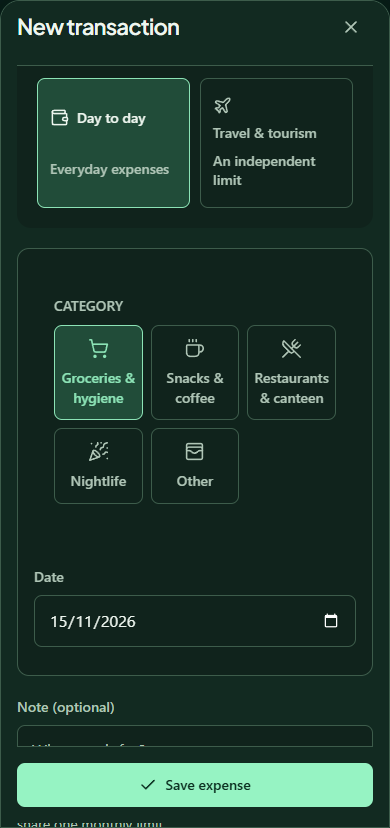 New transaction
Day to day
Everyday expenses
Travel & tourism
An independent
limit
CATEGORY
Groceries &
hygiene
Snacks &
coffee
Restaurants
& canteen
Nightlife
Other
Date
15/11/2026
Note (optional)
Save expense
share one monthly limit